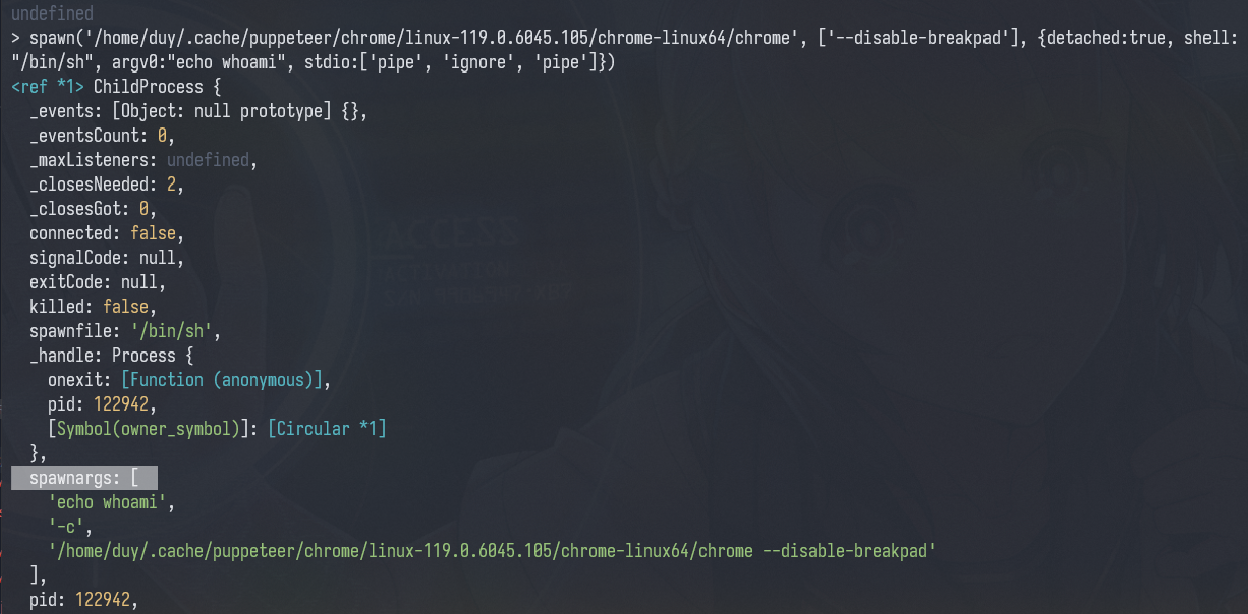 undefined
> spawn('/home/duy/.cache/puppeteer/chrome/linux-119.0.6045.105/chrome-linux64/chrome', ['--disable-breakpad'], {detached:true, shell:
"/bin/sh", argv0:"echo whoami", stdio:['pipe', 'ignore', 'pipe']})
<ref *1> ChildProcess {
  _events: [Object: null prototype] {},
  _eventsCount: 0,
  _maxListeners: undefined,
  _closesNeeded: 2,
  _closesGot: 0,
  connected: false,
  signalCode: null,
  exitCode: null,
  killed: false,
  spawnfile: '/bin/sh',
  _handle: Process {
    onexit: [Function (anonymous)],
    pid: 122942,
    [Symbol(owner_symbol)]: [Circular *1]
  },
  spawnargs: [
    'echo whoami',
    '-c',
    '/home/duy/.cache/puppeteer/chrome/linux-119.0.6045.105/chrome-linux64/chrome --disable-breakpad'
  ],
  pid: 122942,
ACCESS